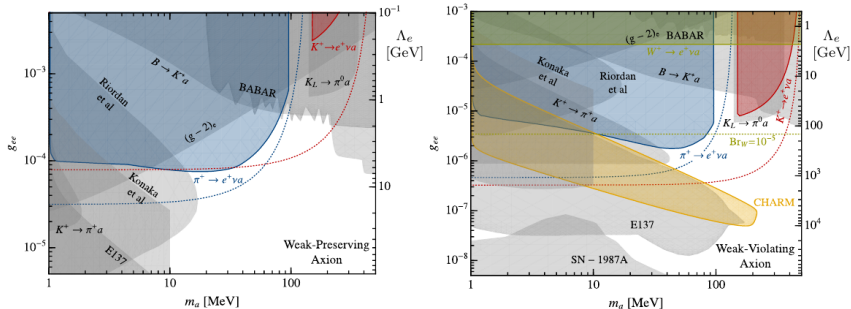 10⁻³
10⁻⁴
10⁻⁵
g_ee
1
10
100
m_a [MeV]
10⁻¹
1
10
Λ_e
[GeV]
K⁺→e⁺νa
B → K*a
Riordan
et al
BABAR
K_L → π⁰a
(g − 2)_e
Konaka
et al
π⁺ → e⁺νa
K⁺ → π⁺a
E137
Weak-Preserving
Axion
10⁻²
10⁻³
10⁻⁴
10⁻⁵
10⁻⁶
10⁻⁷
10⁻⁸
g_ee
1
10
100
m_a [MeV]
1
10
100
10³
10⁴
Λ_e
[GeV]
(g−2)_e
BABAR
W⁻ → e⁺νa
Konaka
et al
Riordan
et al
B → K*a
K⁺ → π⁺a
K_L → π⁰a
K⁺→e⁺νa
Br_W=10⁻⁵
π⁺ → e⁺νa
CHARM
E137
SN − 1987A
Weak-Violating
Axion